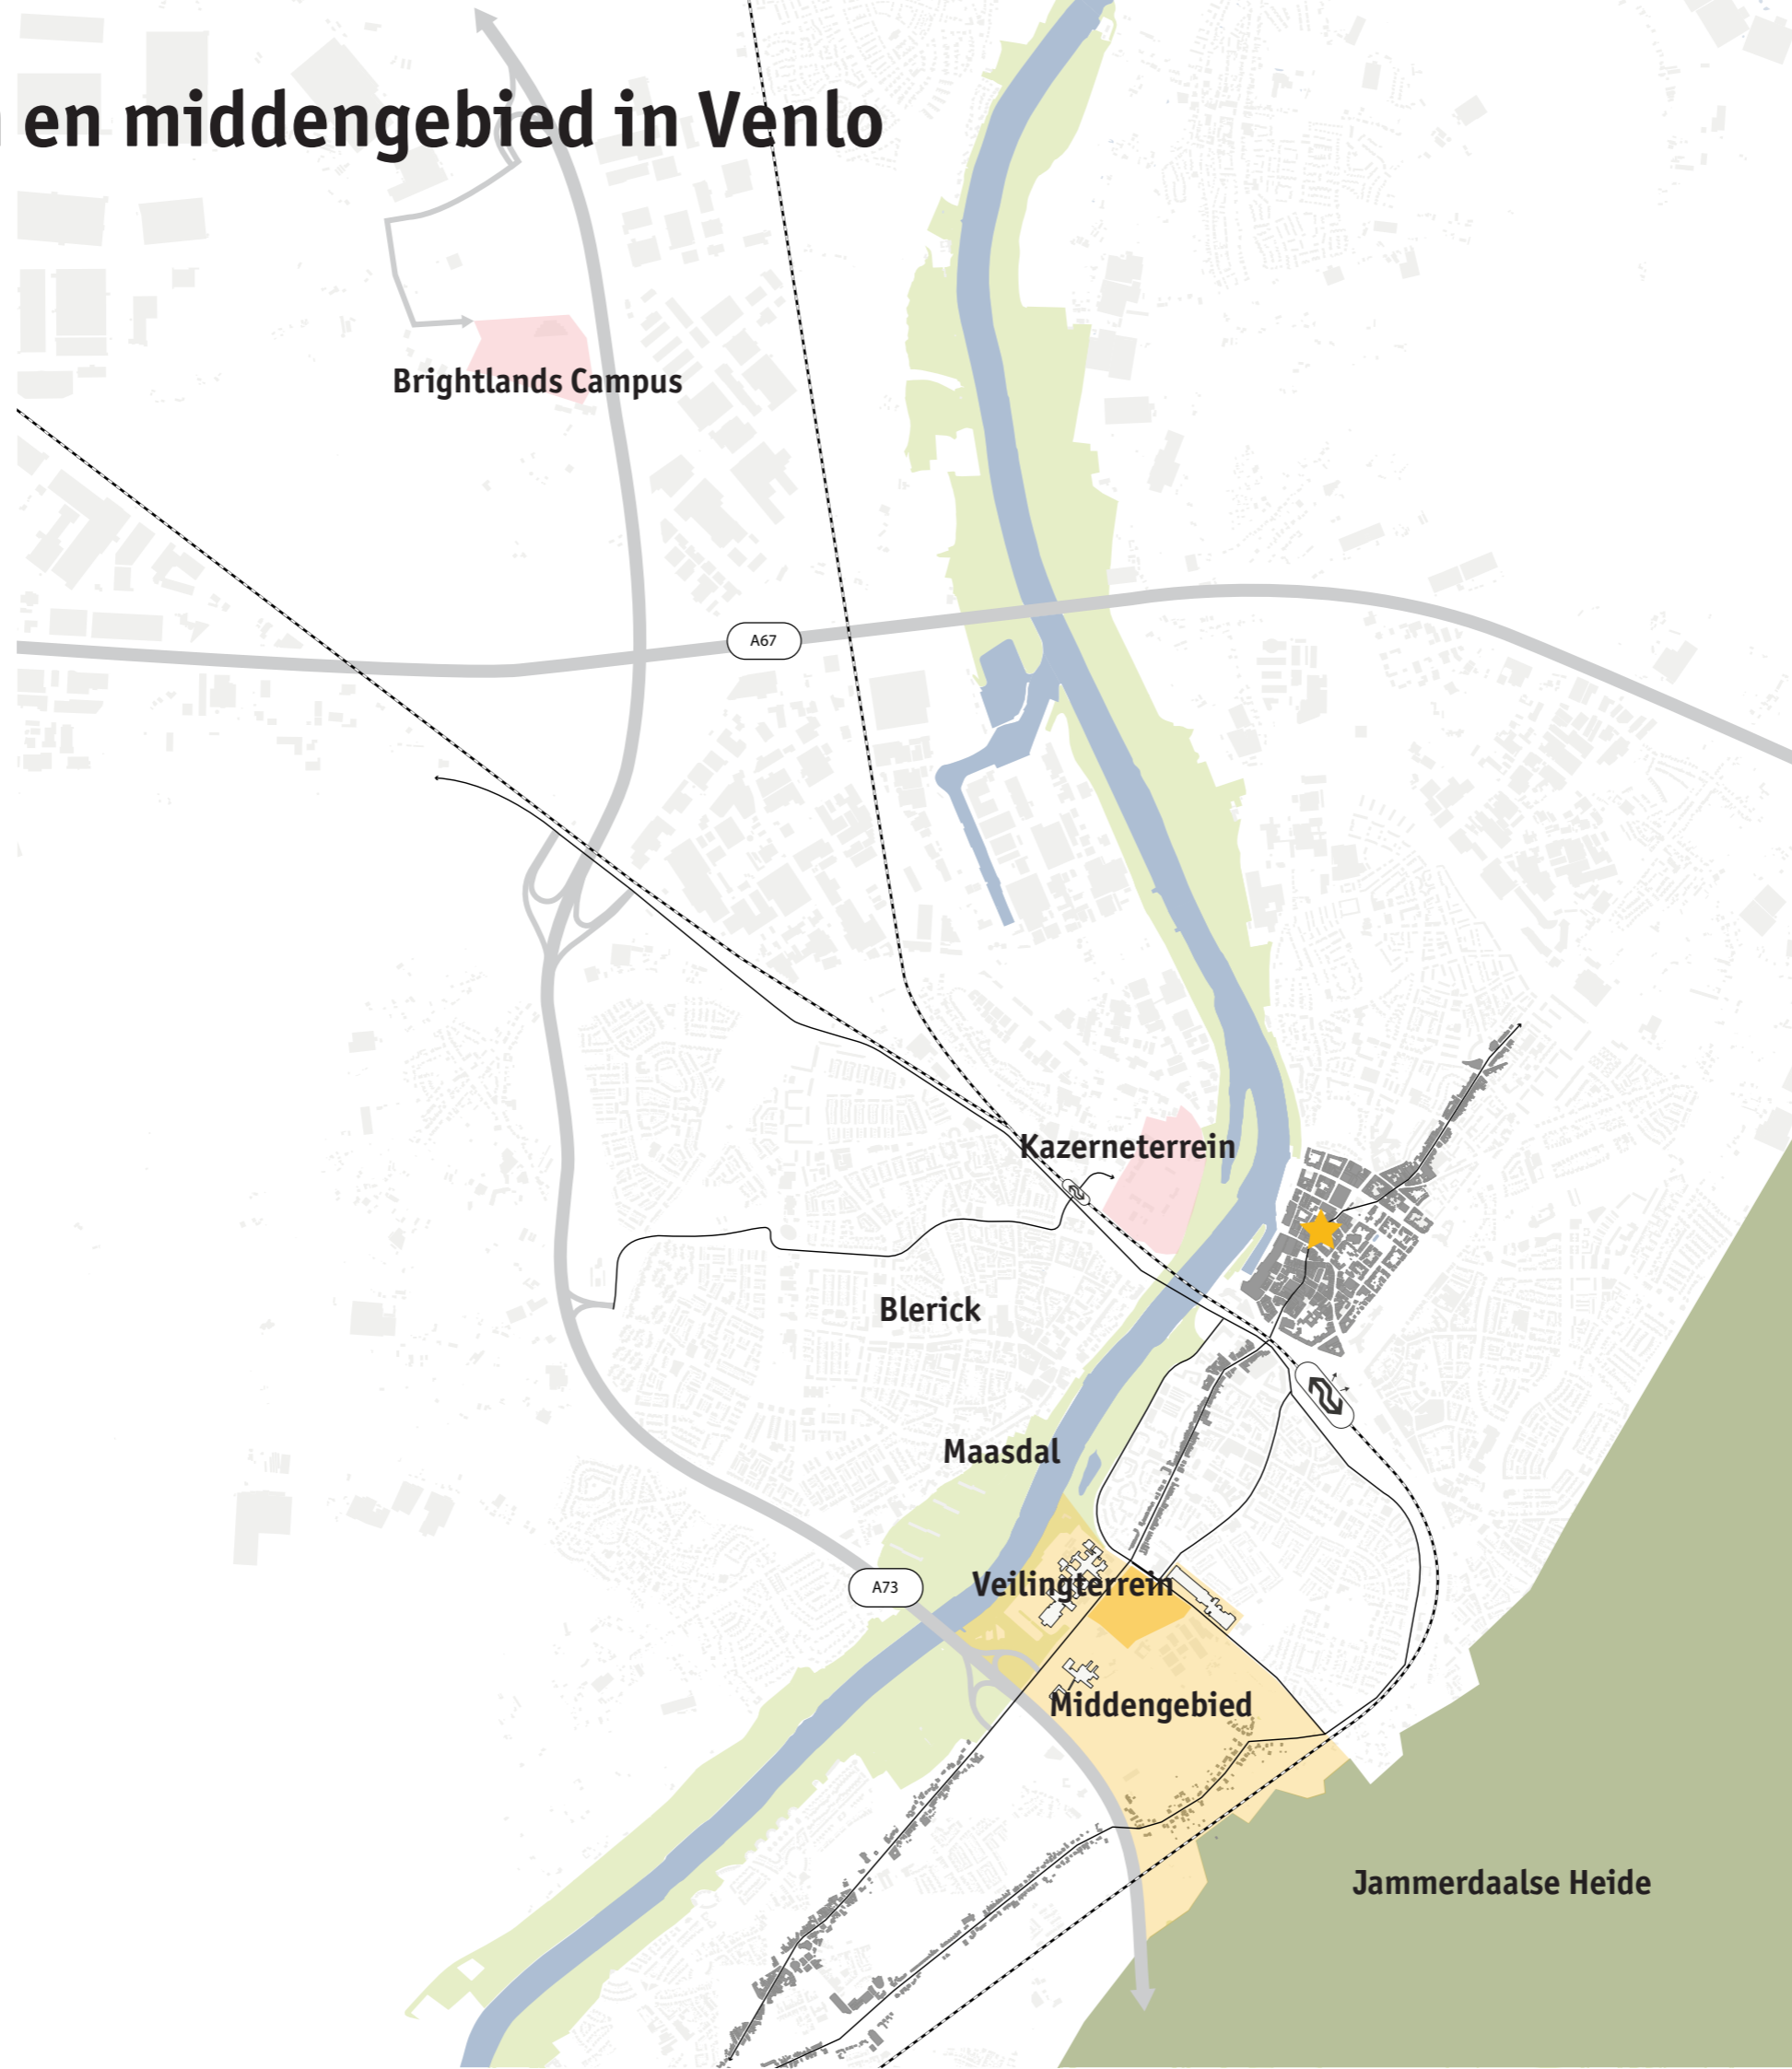 en middengebied in Venlo
Brightlands Campus
A67
Kazerneterrein
Blerick
Maasdal
A73
Veilingterrein
Middengebied
Jammerdaalse Heide